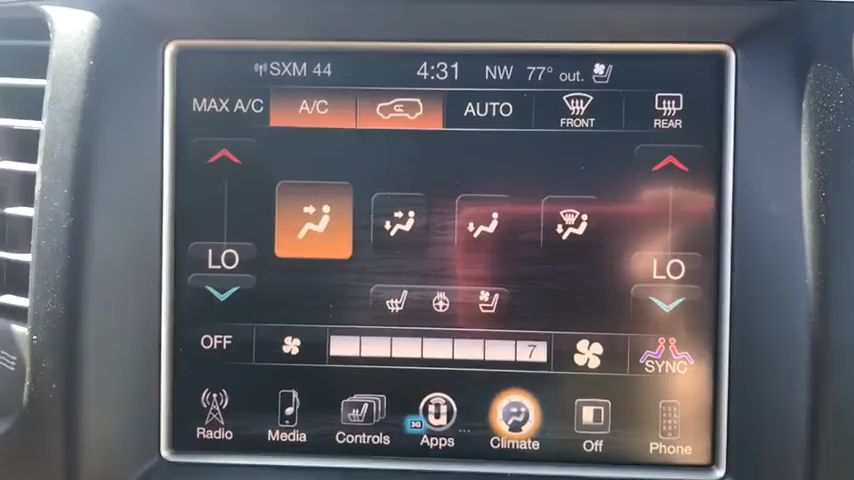 SXM 44 4:31 NW 77° out.
MAX A/C A/C AUTO FRONT REAR
LO LO
OFF 7 SYNC
3G
Radio Media Controls Apps Climate Off Phone